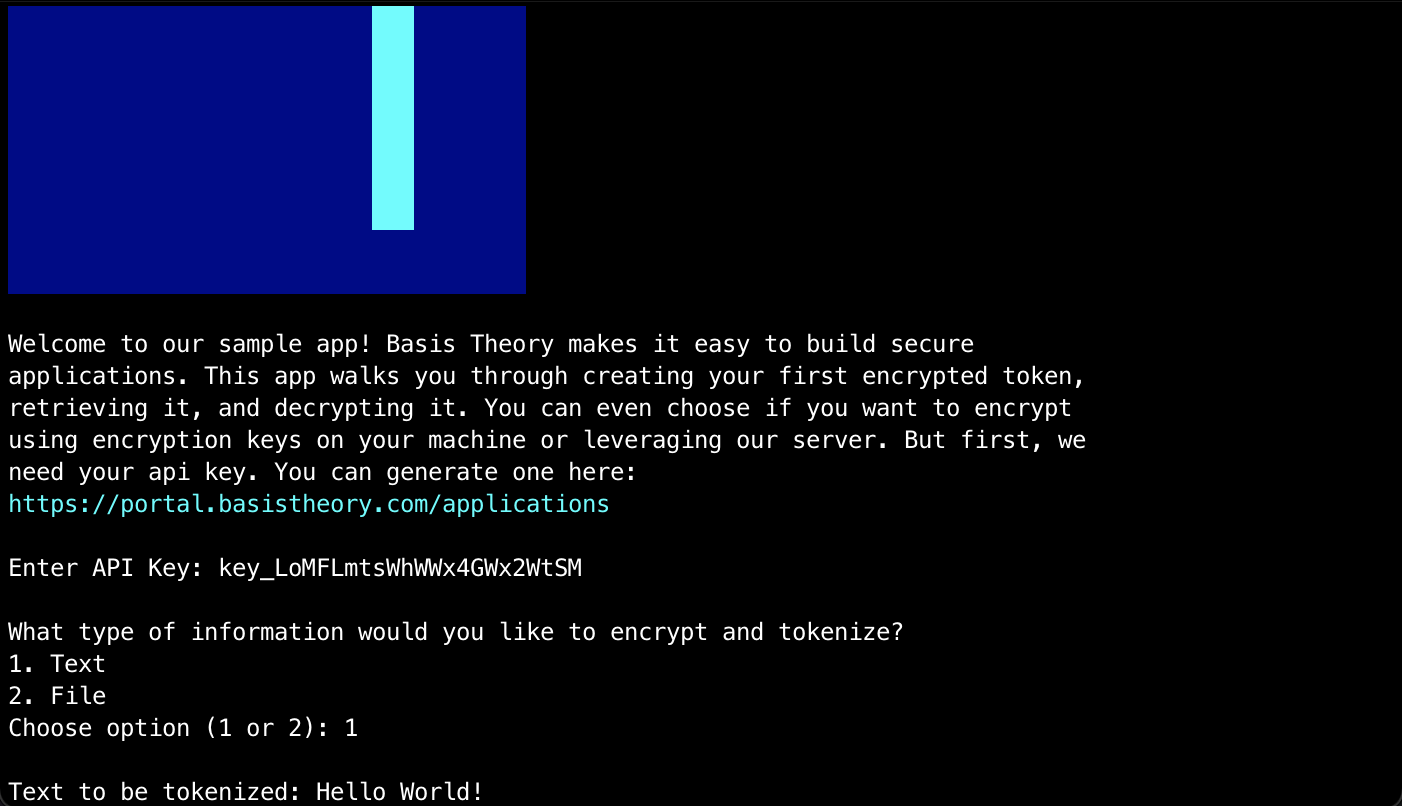 Welcome to our sample app! Basis Theory makes it easy to build secure
applications. This app walks you through creating your first encrypted token,
retrieving it, and decrypting it. You can even choose if you want to encrypt
using encryption keys on your machine or leveraging our server. But first, we
need your api key. You can generate one here:
https://portal.basistheory.com/applications
Enter API Key: key_LoMFLmtsWhWWx4GWx2WtSM
What type of information would you like to encrypt and tokenize?
1. Text
2. File
Choose option (1 or 2): 1
Text to be tokenized: Hello World!